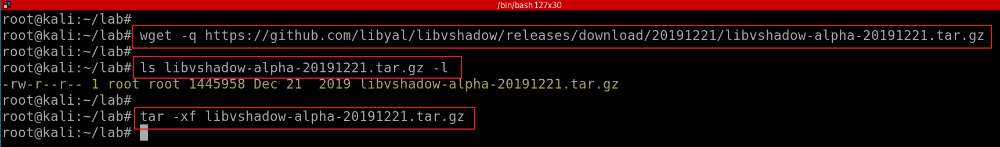 /bin/bash 127x30
root@kali:~/lab#
root@kali:~/lab# wget -q https://github.com/libyal/libvshadow/releases/download/20191221/libvshadow-alpha-20191221.tar.gz
root@kali:~/lab#
root@kali:~/lab# ls libvshadow-alpha-20191221.tar.gz -l
-rw-r--r-- 1 root root 1445958 Dec 21  2019 libvshadow-alpha-20191221.tar.gz
root@kali:~/lab#
root@kali:~/lab# tar -xf libvshadow-alpha-20191221.tar.gz
root@kali:~/lab#